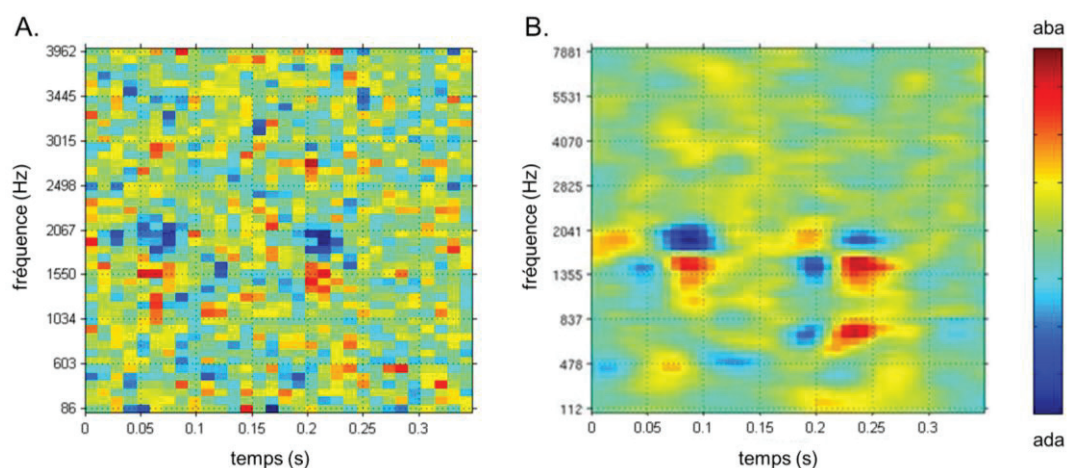 A.
3962
3445
3015
2498
2067
1550
1034
603
86
fréquence (Hz)
0 0.05 0.1 0.15 0.2 0.25 0.3
temps (s)
B.
7881
5531
4070
2825
2041
1355
837
478
112
fréquence (Hz)
0 0.05 0.1 0.15 0.2 0.25 0.3
temps (s)
aba
ada